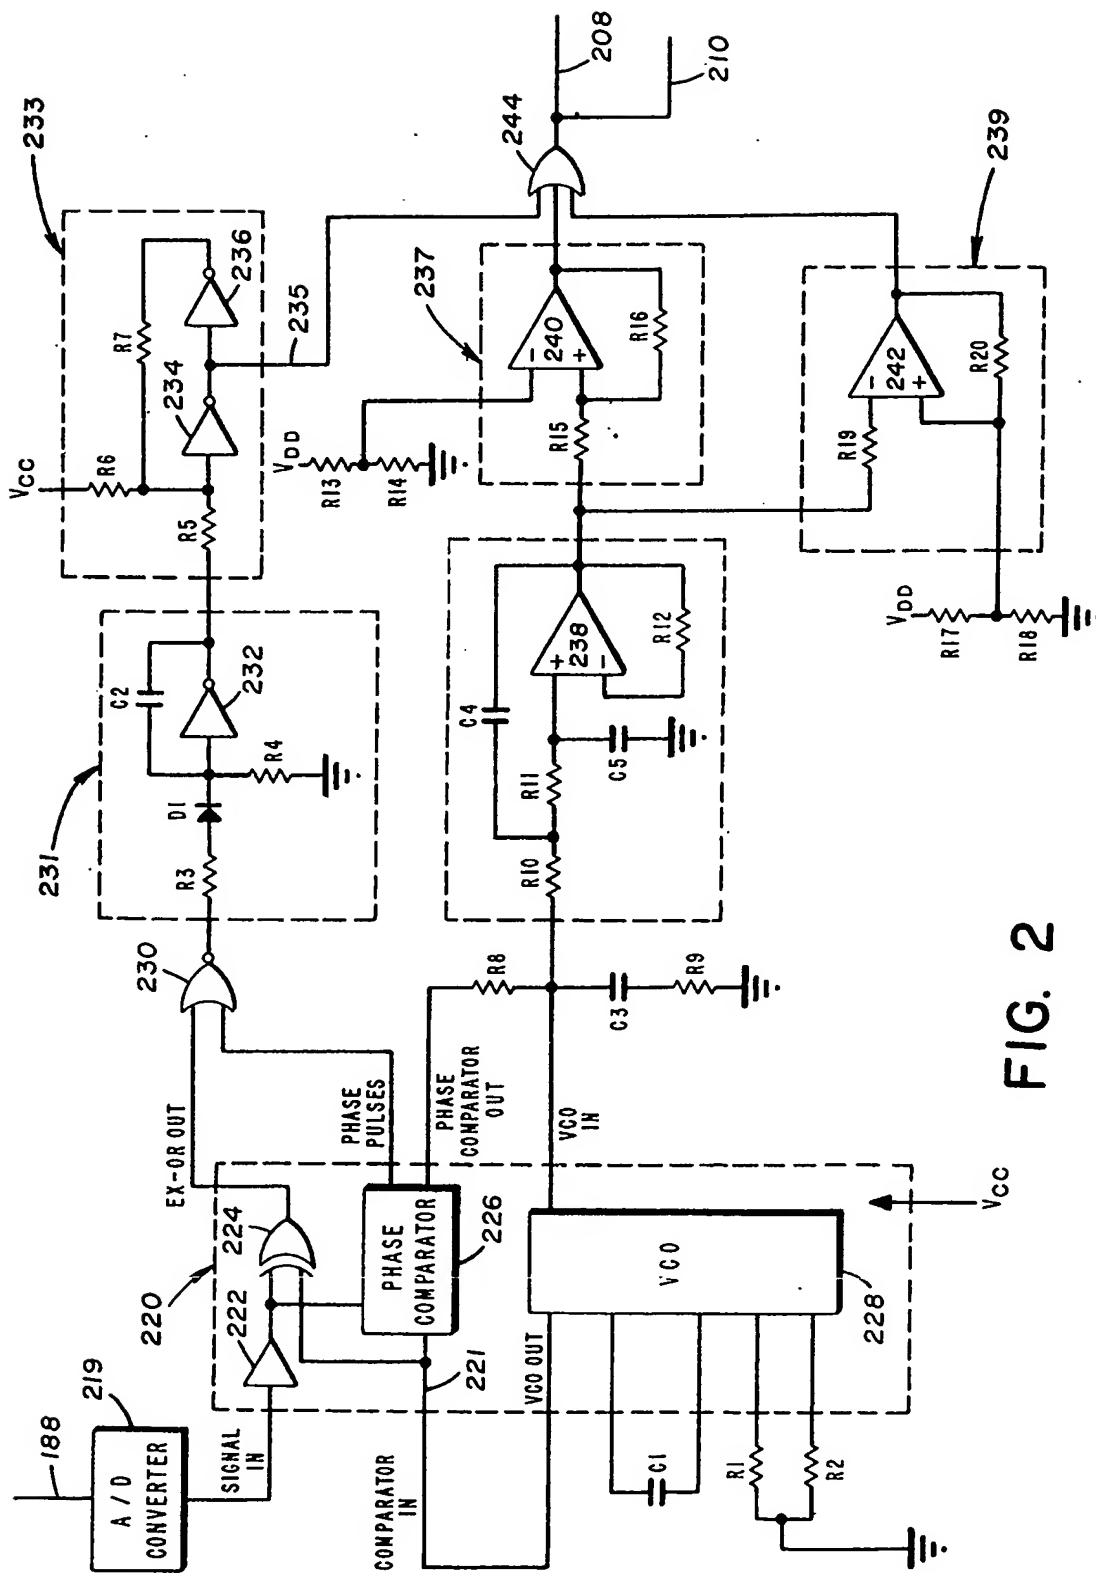 188
219
A/D
CONVERTER
SIGNAL
IN
COMPARATOR
IN
220
222
224
EX-OR OUT
221
PHASE
COMPARATOR
226
PHASE
PULSES
PHASE
COMPARATOR
OUT
VCO OUT
VCO
IN
VCO
228
VCC
C1
R1
R2
230
231
R3
D1
C2
R4
232
233
VCC
R6
R5
R7
234
236
235
R8
C3
R9
R10
R11
C4
C5
+
238
-
R12
VDD
R13
R14
237
R15
-
240
+
R16
VDD
R17
R18
239
R19
-
242
+
R20
244
208
210
FIG. 2